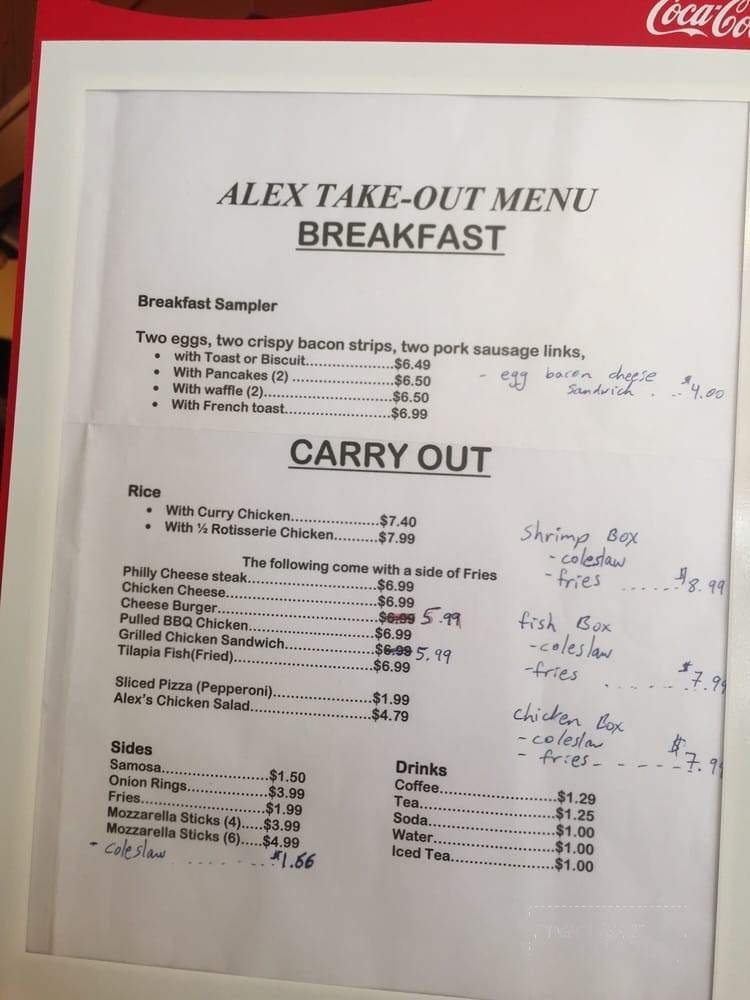 Coca-Co
ALEX TAKE-OUT MENU
BREAKFAST
Breakfast Sampler
Two eggs, two crispy bacon strips, two pork sausage links,
• with Toast or Biscuit....................$6.49
• With Pancakes (2) .......................$6.50
• With waffle (2)............................$6.50
• With French toast.......................$6.99
- egg bacon cheese
Sandwich . .. $4.00
CARRY OUT
Rice
• With Curry Chicken....................$7.40
• With ½ Rotisserie Chicken..........$7.99
The following come with a side of Fries
Philly Cheese steak..........................$6.99
Chicken Cheese...............................$6.99
Cheese Burger.................................$6.99 5.99
Pulled BBQ Chicken..........................$6.99
Grilled Chicken Sandwich..................$6.99 5.99
Tilapia Fish(Fried)............................$6.99
Sliced Pizza (Pepperoni)....................$1.99
Alex's Chicken Salad.........................$4.79
Shrimp Box
- coleslaw
- fries ...... $8.99
fish Box
- coleslaw
- fries
. . - - . . $7.99
chicken Box
- coleslaw
- fries- - - - - - $7.99
Sides
Samosa......................$1.50
Onion Rings................$3.99
Fries..........................$1.99
Mozzarella Sticks (4).....$3.99
Mozzarella Sticks (6).....$4.99
- coleslaw . . . - - - . $1.66
Drinks
Coffee..........................$1.29
Tea..............................$1.25
Soda............................$1.00
Water...........................$1.00
Iced Tea.......................$1.00